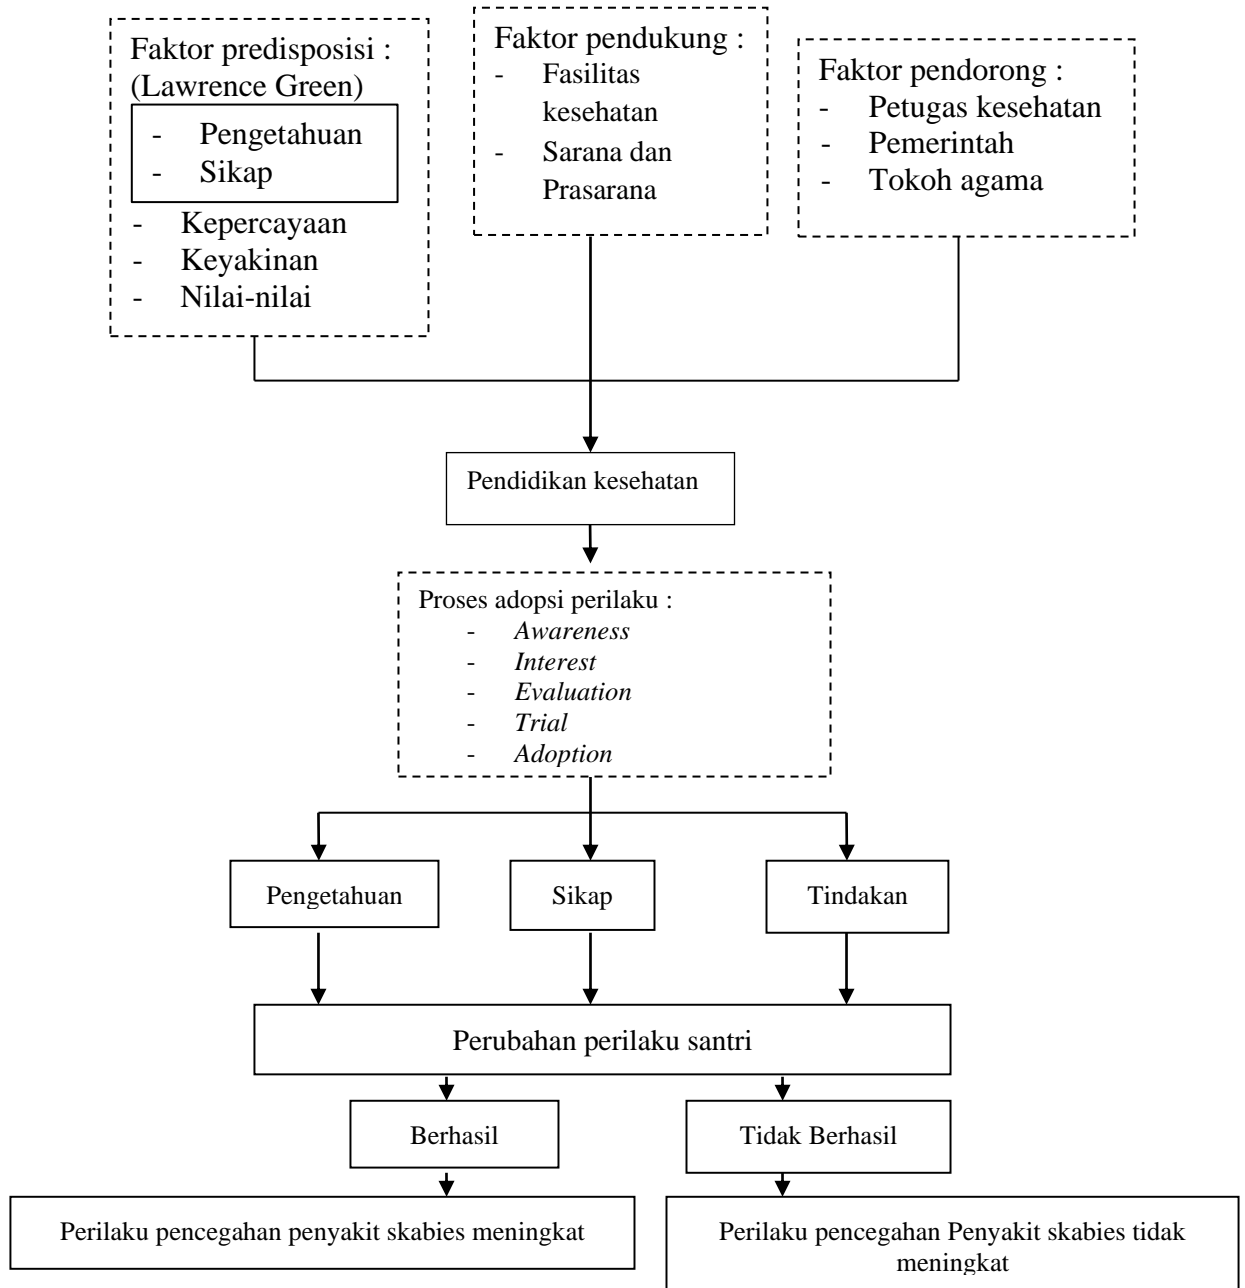 Faktor predisposisi :
(Lawrence Green)
- Pengetahuan
- Sikap
- Kepercayaan
- Keyakinan
- Nilai-nilai
Faktor pendukung :
- Fasilitas
kesehatan
- Sarana dan
Prasarana
Faktor pendorong :
- Petugas kesehatan
- Pemerintah
- Tokoh agama
Pendidikan kesehatan
Proses adopsi perilaku :
- Awareness
- Interest
- Evaluation
- Trial
- Adoption
Pengetahuan
Sikap
Tindakan
Perubahan perilaku santri
Berhasil
Tidak Berhasil
Perilaku pencegahan penyakit skabies meningkat
Perilaku pencegahan Penyakit skabies tidak
meningkat